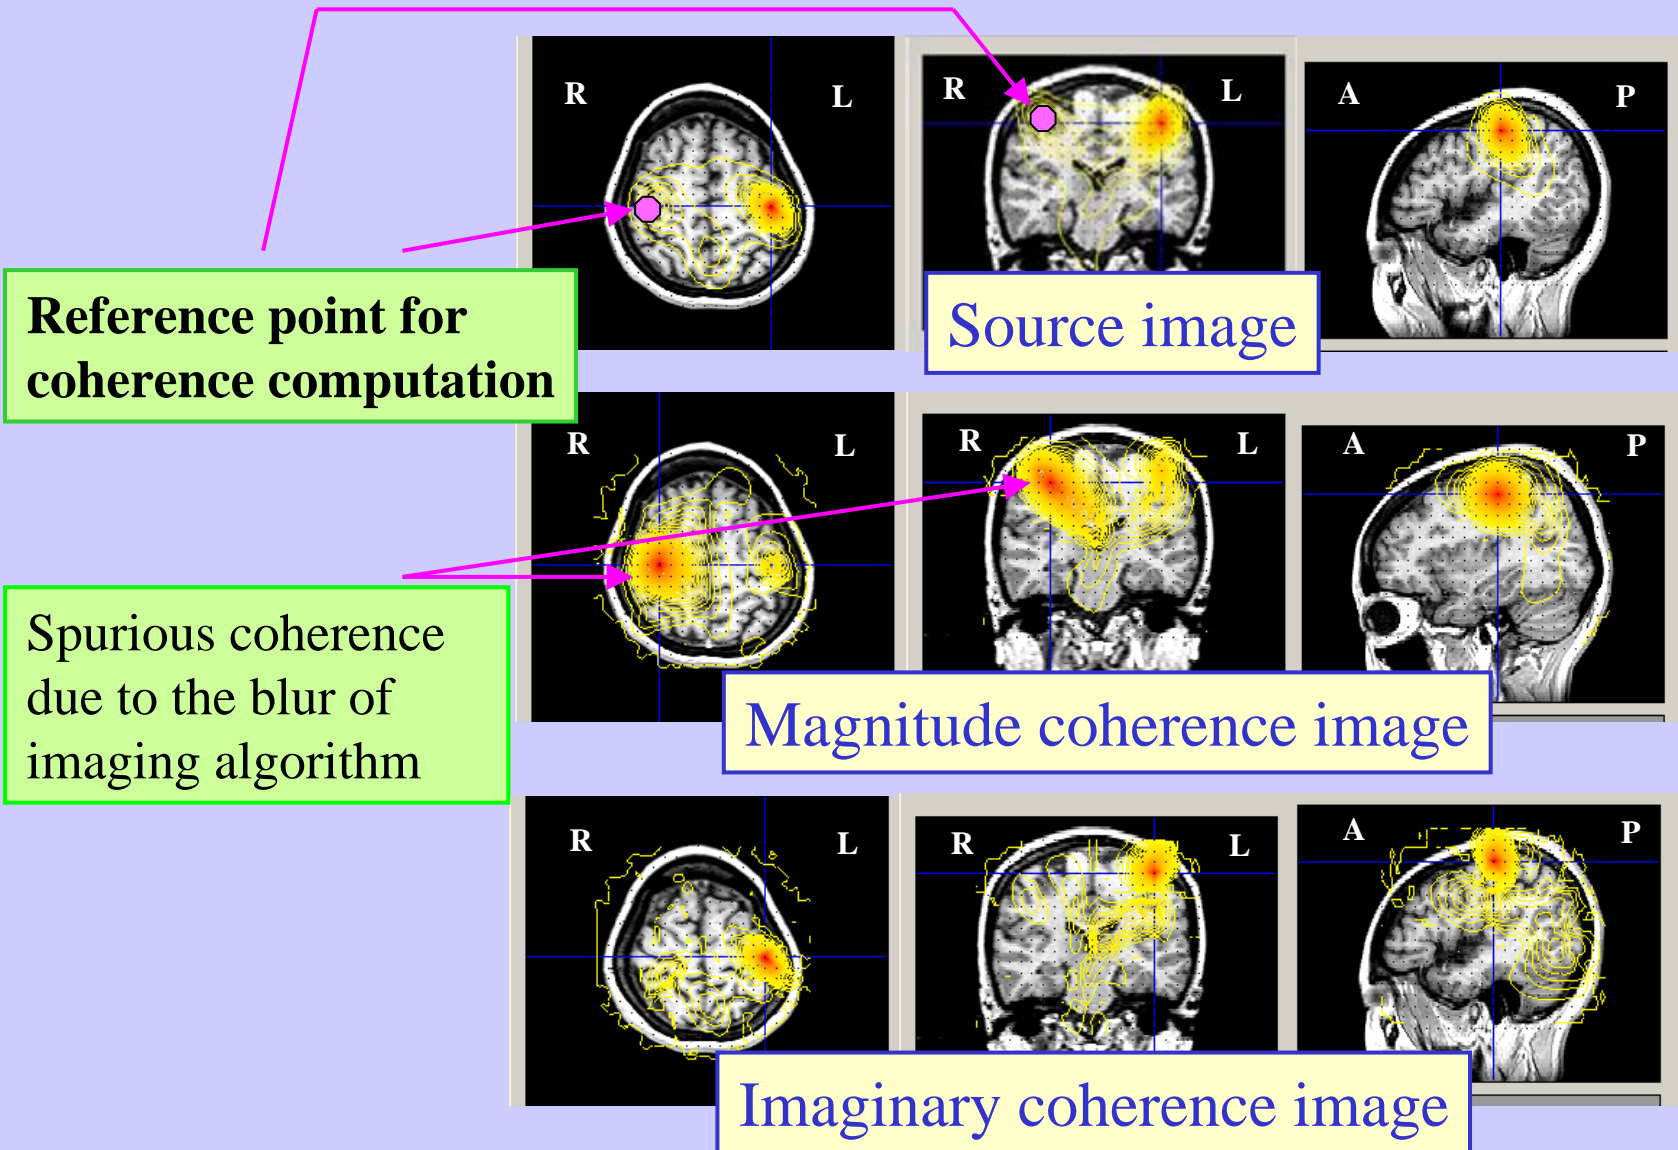 R
L
R
L
A
P
Reference point for
coherence computation
Source image
R
L
R
L
A
P
Spurious coherence
due to the blur of
imaging algorithm
Magnitude coherence image
R
L
R
L
A
P
Imaginary coherence image